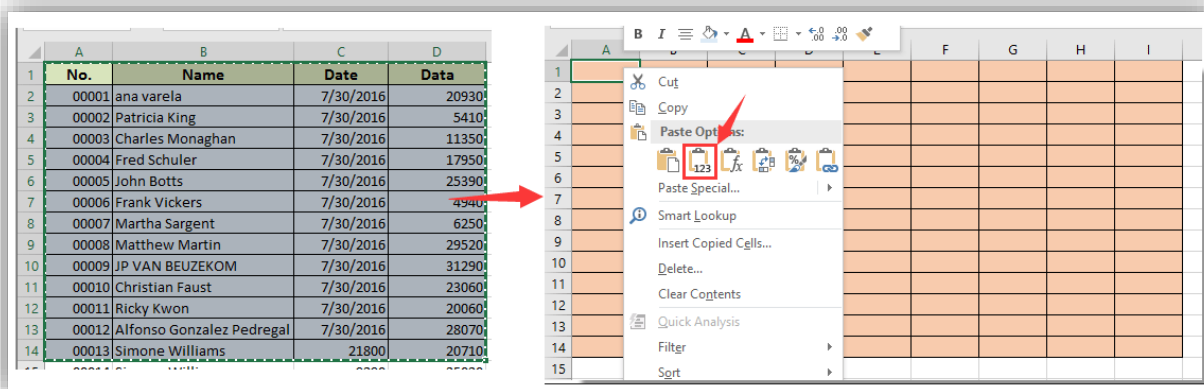 A B C D
1 No. Name Date Data
2 00001 ana varela 7/30/2016 20930
3 00002 Patricia King 7/30/2016 5410
4 00003 Charles Monaghan 7/30/2016 11350
5 00004 Fred Schuler 7/30/2016 17950
6 00005 John Botts 7/30/2016 25390
7 00006 Frank Vickers 7/30/2016 4940
8 00007 Martha Sargent 7/30/2016 6250
9 00008 Matthew Martin 7/30/2016 29520
10 00009 JP VAN BEUZEKOM 7/30/2016 31290
11 00010 Christian Faust 7/30/2016 23060
12 00011 Ricky Kwon 7/30/2016 20060
13 00012 Alfonso Gonzalez Pedregal 7/30/2016 28070
14 00013 Simone Williams 21800 20710
B I A .00
A F G H I
1
2
3
4
5
6
7
8
9
10
11
12
13
14
15
Cut
Copy
Paste Options:
123 fx %
Paste Special...
Smart Lookup
Insert Copied Cells...
Delete...
Clear Contents
Quick Analysis
Filter
Sort